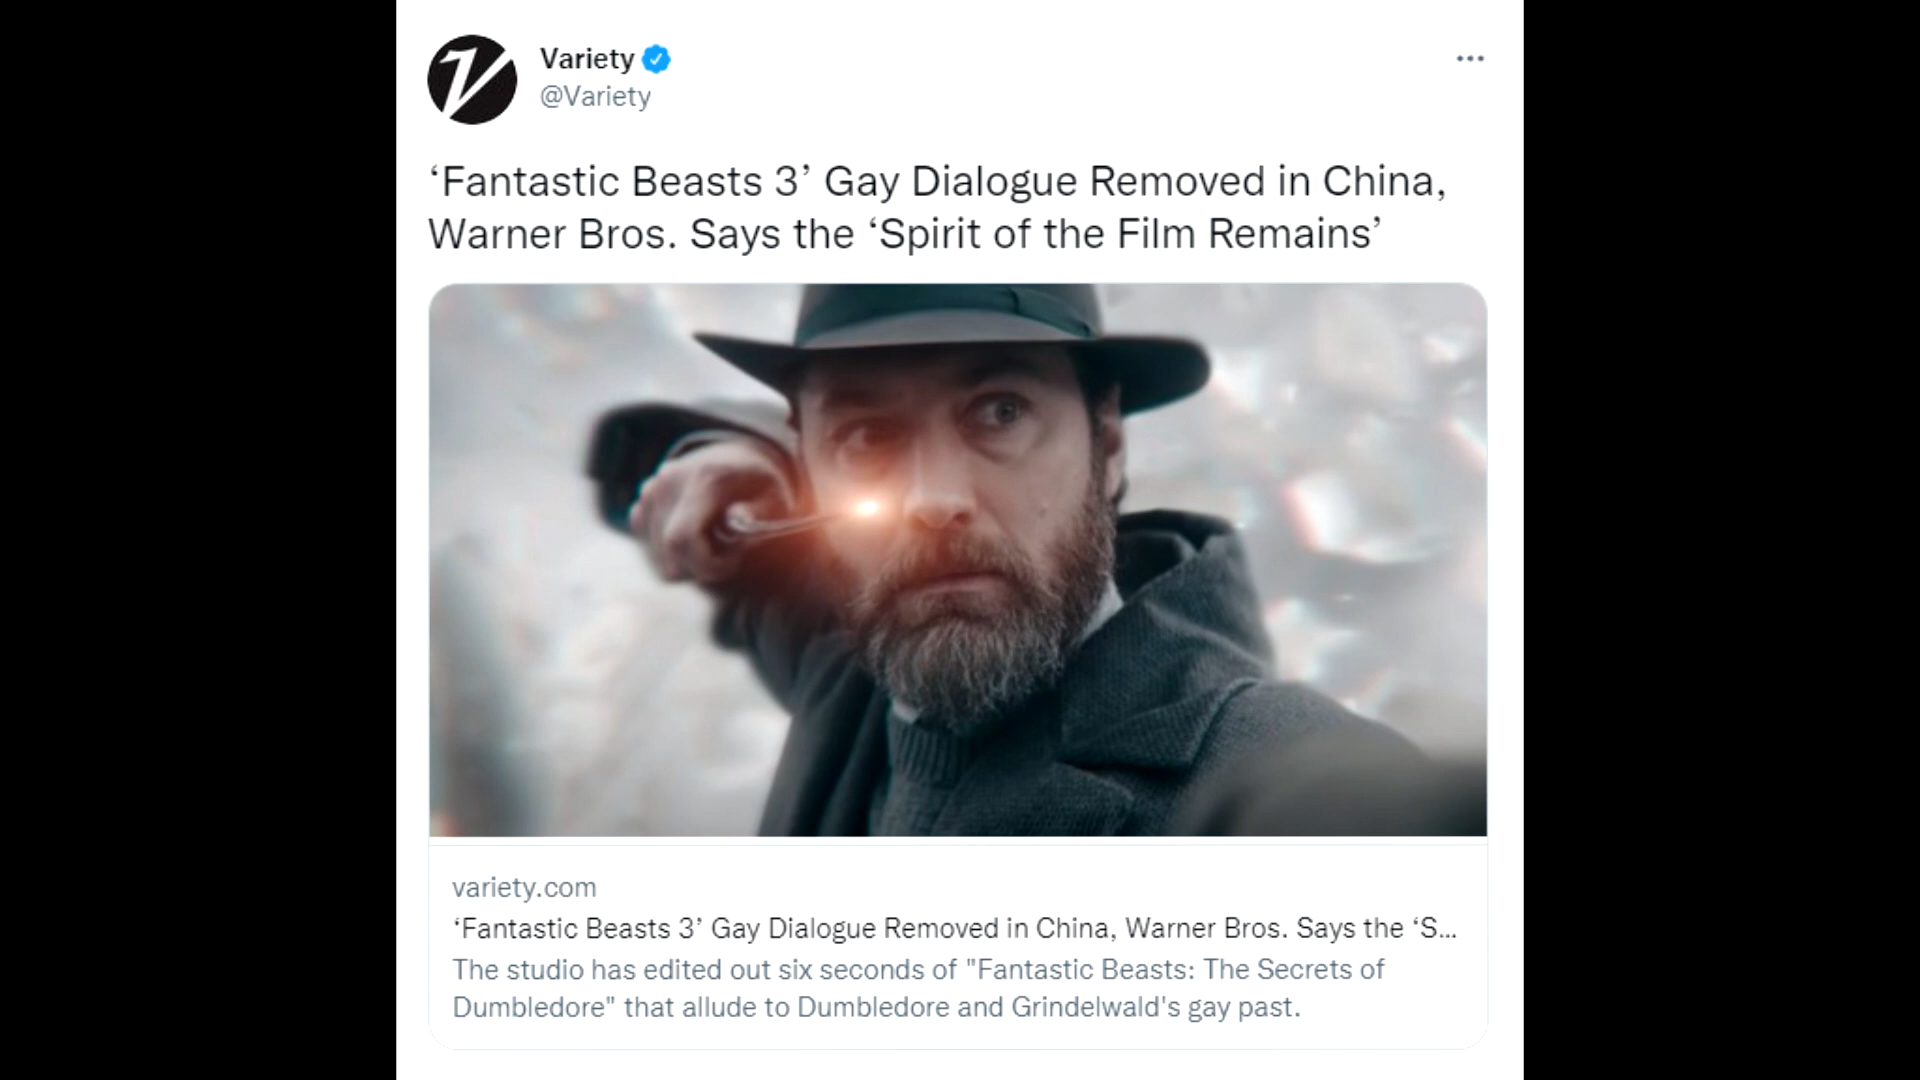 Variety
@Variety
‘Fantastic Beasts 3’ Gay Dialogue Removed in China,
Warner Bros. Says the ‘Spirit of the Film Remains’
variety.com
‘Fantastic Beasts 3’ Gay Dialogue Removed in China, Warner Bros. Says the ‘S...
The studio has edited out six seconds of "Fantastic Beasts: The Secrets of
Dumbledore" that allude to Dumbledore and Grindelwald's gay past.